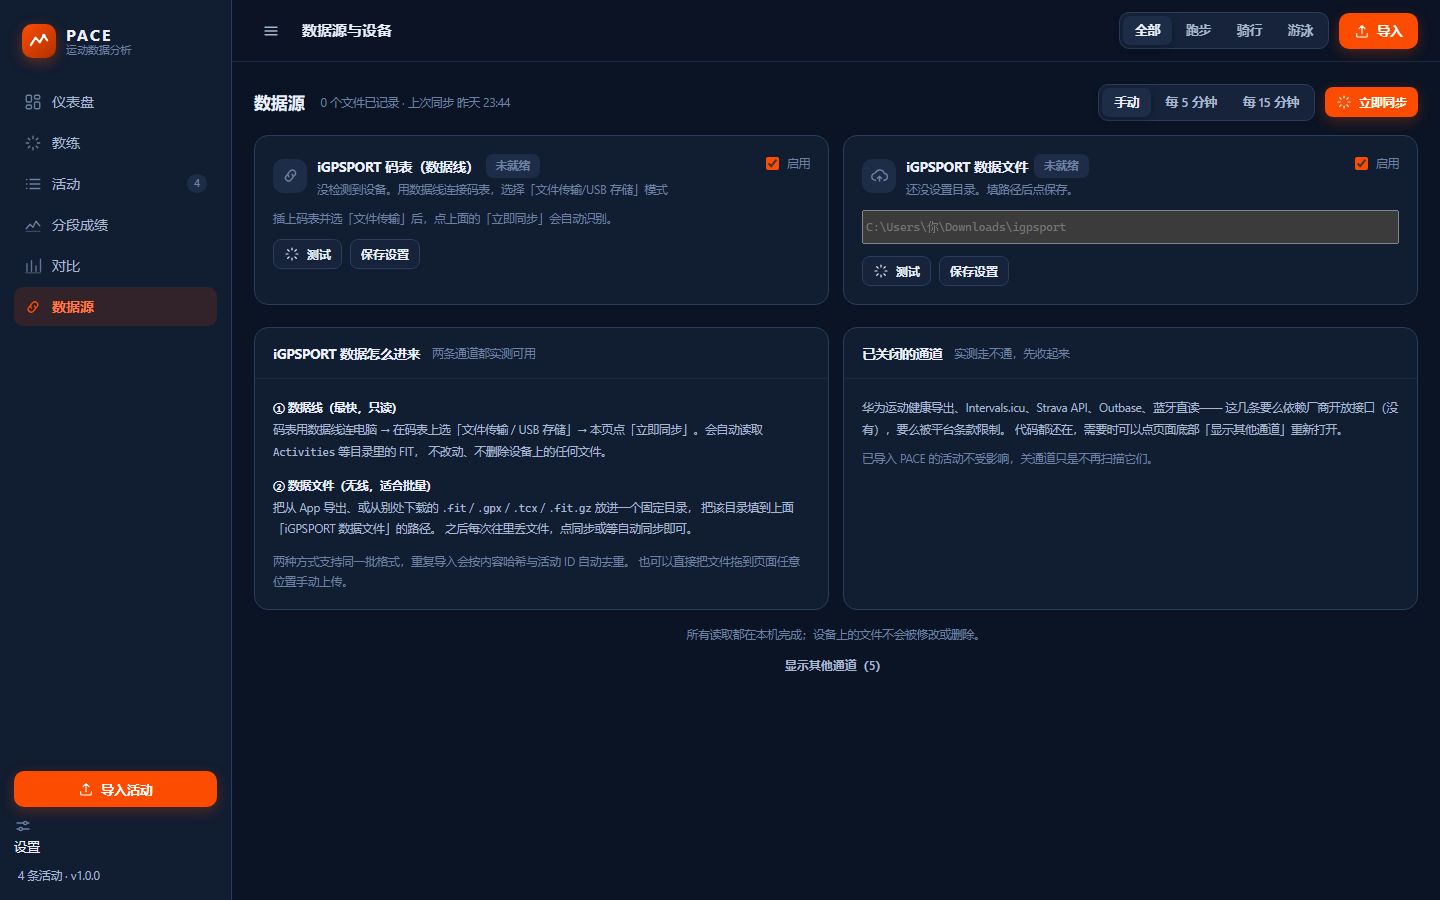 PACE
运动数据分析
仪表盘
教练
活动
4
分段成绩
对比
数据源
导入活动
设置
4 条活动 · v1.0.0
数据源与设备
全部
跑步
骑行
游泳
导入
数据源
0 个文件已记录 · 上次同步 昨天 23:44
手动
每 5 分钟
每 15 分钟
立即同步
iGPSPORT 码表（数据线）
未就绪
启用
没检测到设备。用数据线连接码表，选择「文件传输/USB 存储」模式
插上码表并选「文件传输」后，点上面的「立即同步」会自动识别。
测试
保存设置
iGPSPORT 数据文件
未就绪
启用
还没设置目录。填路径后点保存。
C:\Users\你\Downloads\igpsport
测试
保存设置
iGPSPORT 数据怎么进来
两条通道都实测可用
① 数据线（最快，只读）
码表用数据线连电脑 → 在码表上选「文件传输 / USB 存储」→ 本页点「立即同步」。会自动读取
Activities 等目录里的 FIT， 不改动、不删除设备上的任何文件。
② 数据文件（无线，适合批量）
把从 App 导出、或从别处下载的 .fit / .gpx / .tcx / .fit.gz 放进一个固定目录， 把该目录填到上面
「iGPSPORT 数据文件」的路径。 之后每次往里丢文件，点同步或等自动同步即可。
两种方式支持同一批格式，重复导入会按内容哈希与活动 ID 自动去重。 也可以直接把文件拖到页面任意
位置手动上传。
已关闭的通道
实测走不通，先收起来
华为运动健康导出、Intervals.icu、Strava API、Outbase、蓝牙直读—— 这几条要么依赖厂商开放接口（没
有），要么被平台条款限制。 代码都还在，需要时可以点页面底部「显示其他通道」重新打开。
已导入 PACE 的活动不受影响，关通道只是不再扫描它们。
所有读取都在本机完成；设备上的文件不会被修改或删除。
显示其他通道（5）